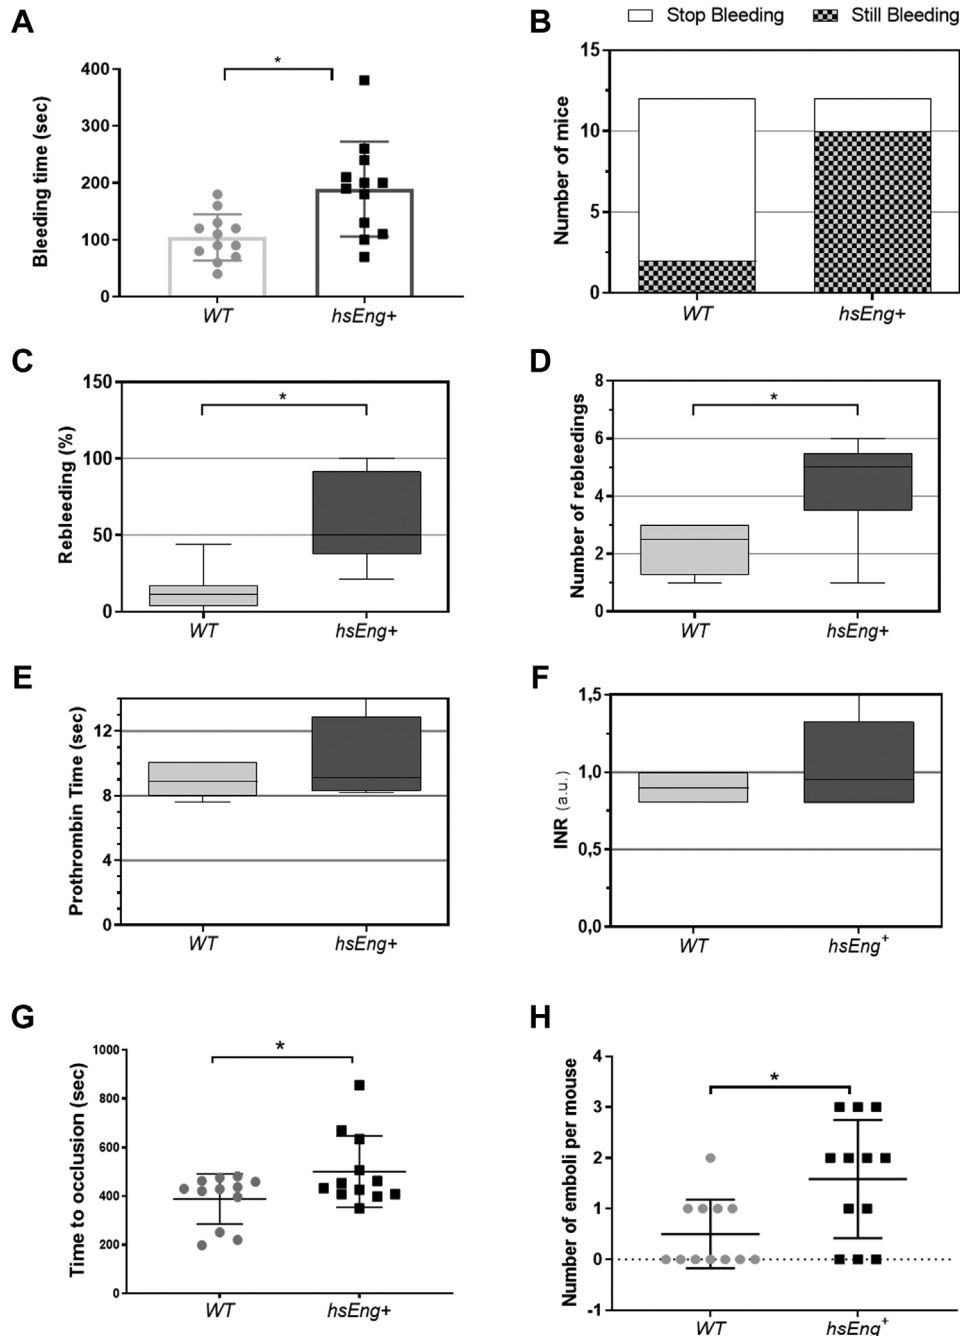 A
Bleeding time (sec)
400
300
200
100
0
*
WT
hsEng+
B
Stop Bleeding
Still Bleeding
Number of mice
15
10
5
0
WT
hsEng+
C
Rebleeding (%)
150
100
50
0
*
WT
hsEng+
D
Number of rebleedings
8
6
4
2
0
*
WT
hsEng+
E
Prothrombin Time (sec)
12
8
4
0
WT
hsEng+
F
INR (a.u.)
1,5
1,0
0,5
0,0
WT
hsEng⁺
G
Time to occlusion (sec)
1000
800
600
400
200
0
*
WT
hsEng+
H
Number of emboli per mouse
4
3
2
1
0
-1
*
WT
hsEng⁺